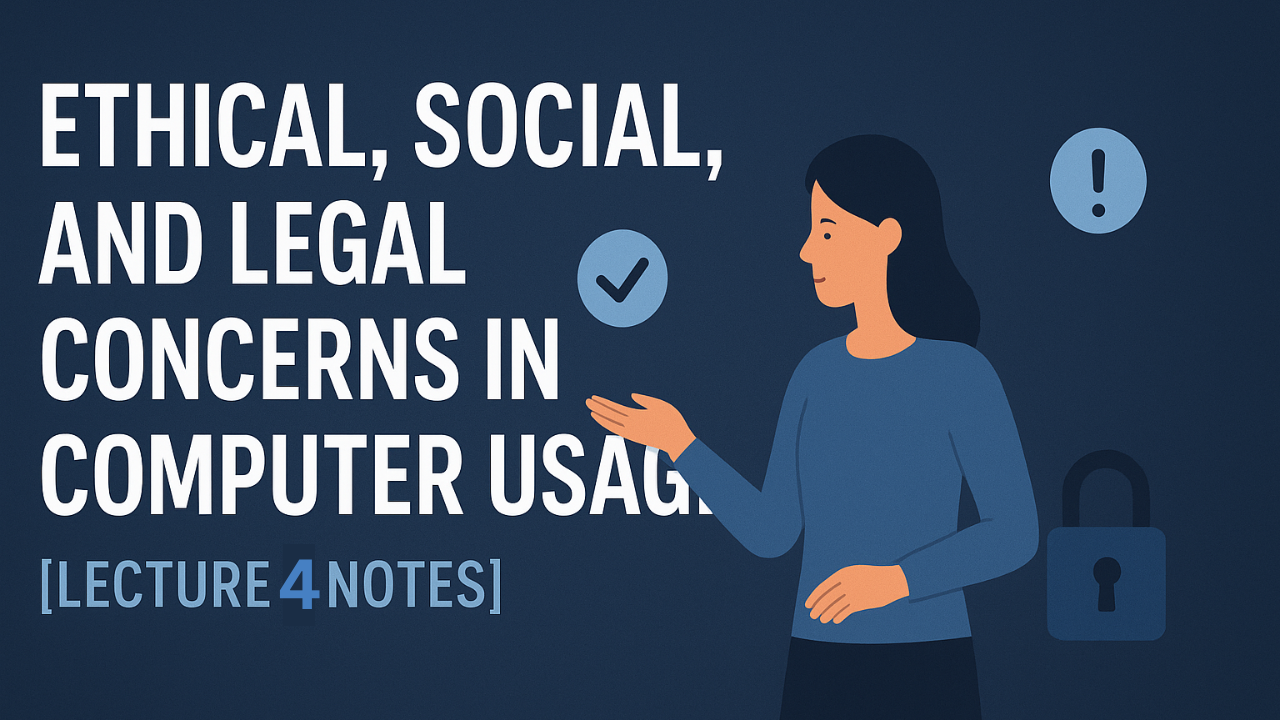 ETHICAL, SOCIAL,
AND LEGAL
CONCERNS IN
COMPUTER USAG
[LECTURE 4 NOTES]
!